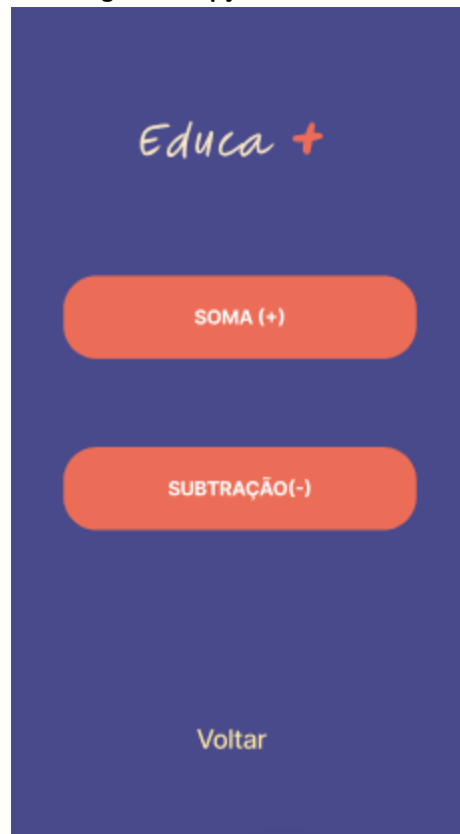 Educa +
SOMA (+)
SUBTRAÇÃO(-)
Voltar